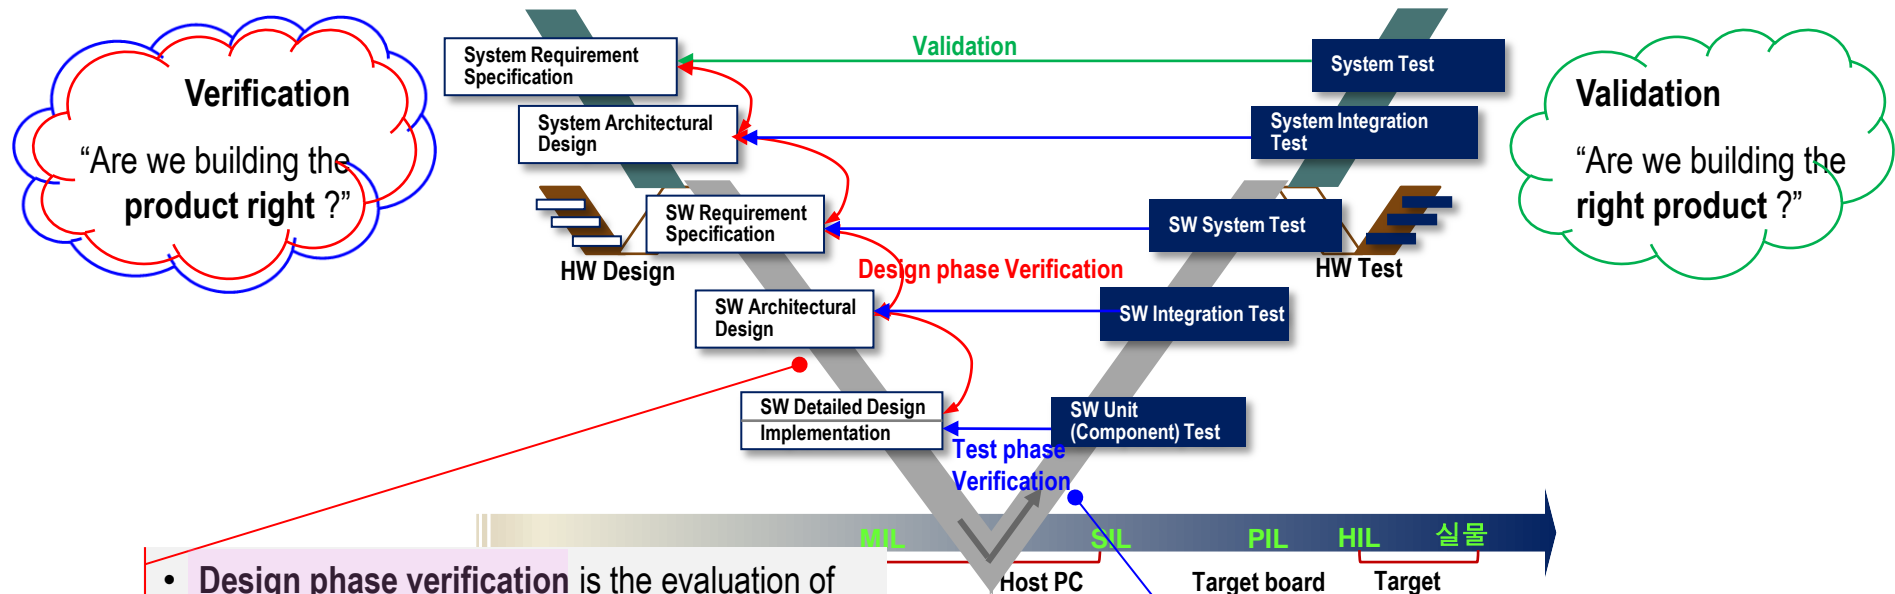 Verification
“Are we building the
product right ?”
System Requirement
Specification
Validation
System Test
System Architectural
Design
System Integration
Test
Validation
“Are we building the
right product ?”
SW Requirement
Specification
SW System Test
HW Design
Design phase Verification
HW Test
SW Architectural
Design
SW Integration Test
SW Detailed Design
Implementation
SW Unit
(Component) Test
Test phase
Verification
MIL
SIL
PIL
HIL
실물
Host PC
Target board
Target
• Design phase verification is the evaluation of